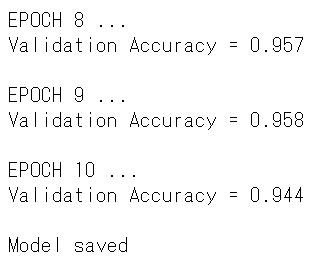 EPOCH 8 ...
Validation Accuracy = 0.957
EPOCH 9 ...
Validation Accuracy = 0.958
EPOCH 10 ...
Validation Accuracy = 0.944
Model saved